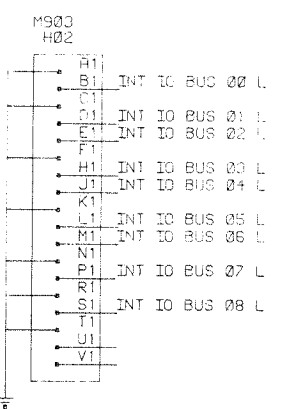 M903
H02
A1
B1 INT IO BUS 00 L
C1
D1 INT IO BUS 01 L
E1 INT IO BUS 02 L
F1
H1 INT IO BUS 03 L
J1 INT IO BUS 04 L
K1
L1 INT IO BUS 05 L
M1 INT IO BUS 06 L
N1
P1 INT IO BUS 07 L
R1
S1 INT IO BUS 08 L
T1
U1
V1